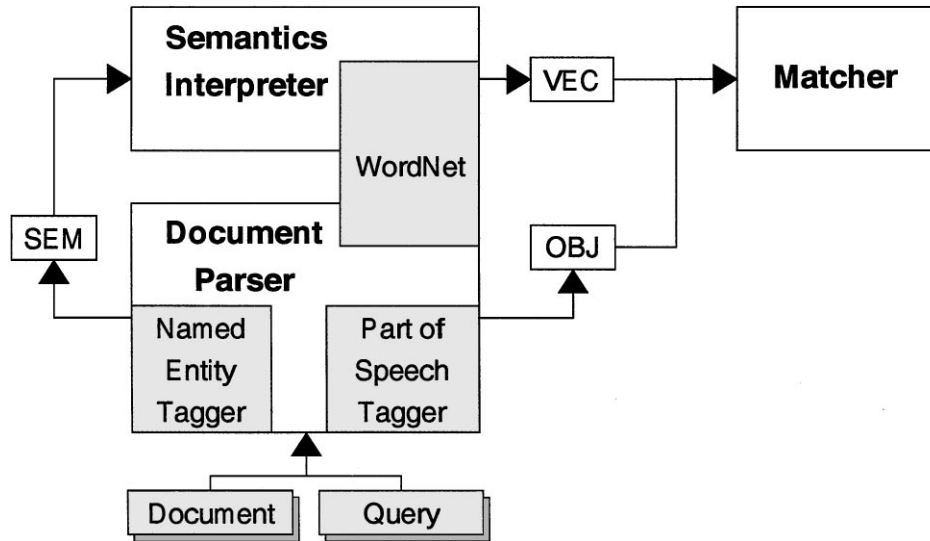 Semantics
Interpreter
VEC
Matcher
WordNet
SEM
Document
Parser
OBJ
Named
Entity
Tagger
Part of
Speech
Tagger
Document
Query